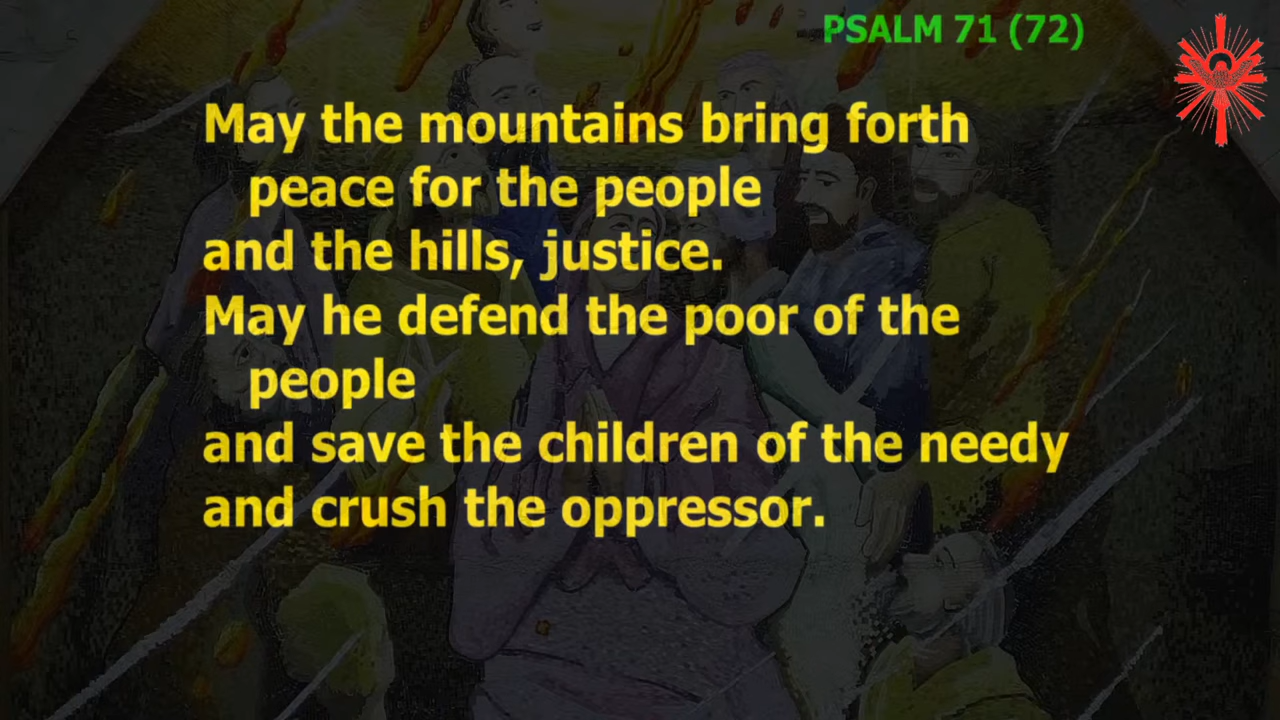 PSALM 71 (72)
May the mountains bring forth
peace for the people
and the hills, justice.
May he defend the poor of the
people
and save the children of the needy
and crush the oppressor.